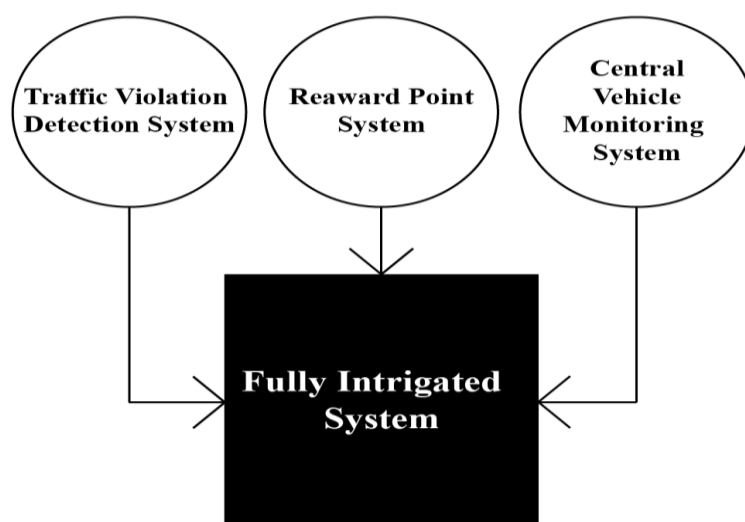 Traffic Violation
Detection System
Reaward Point
System
Central
Vehicle
Monitoring
System
Fully Intrigated
System